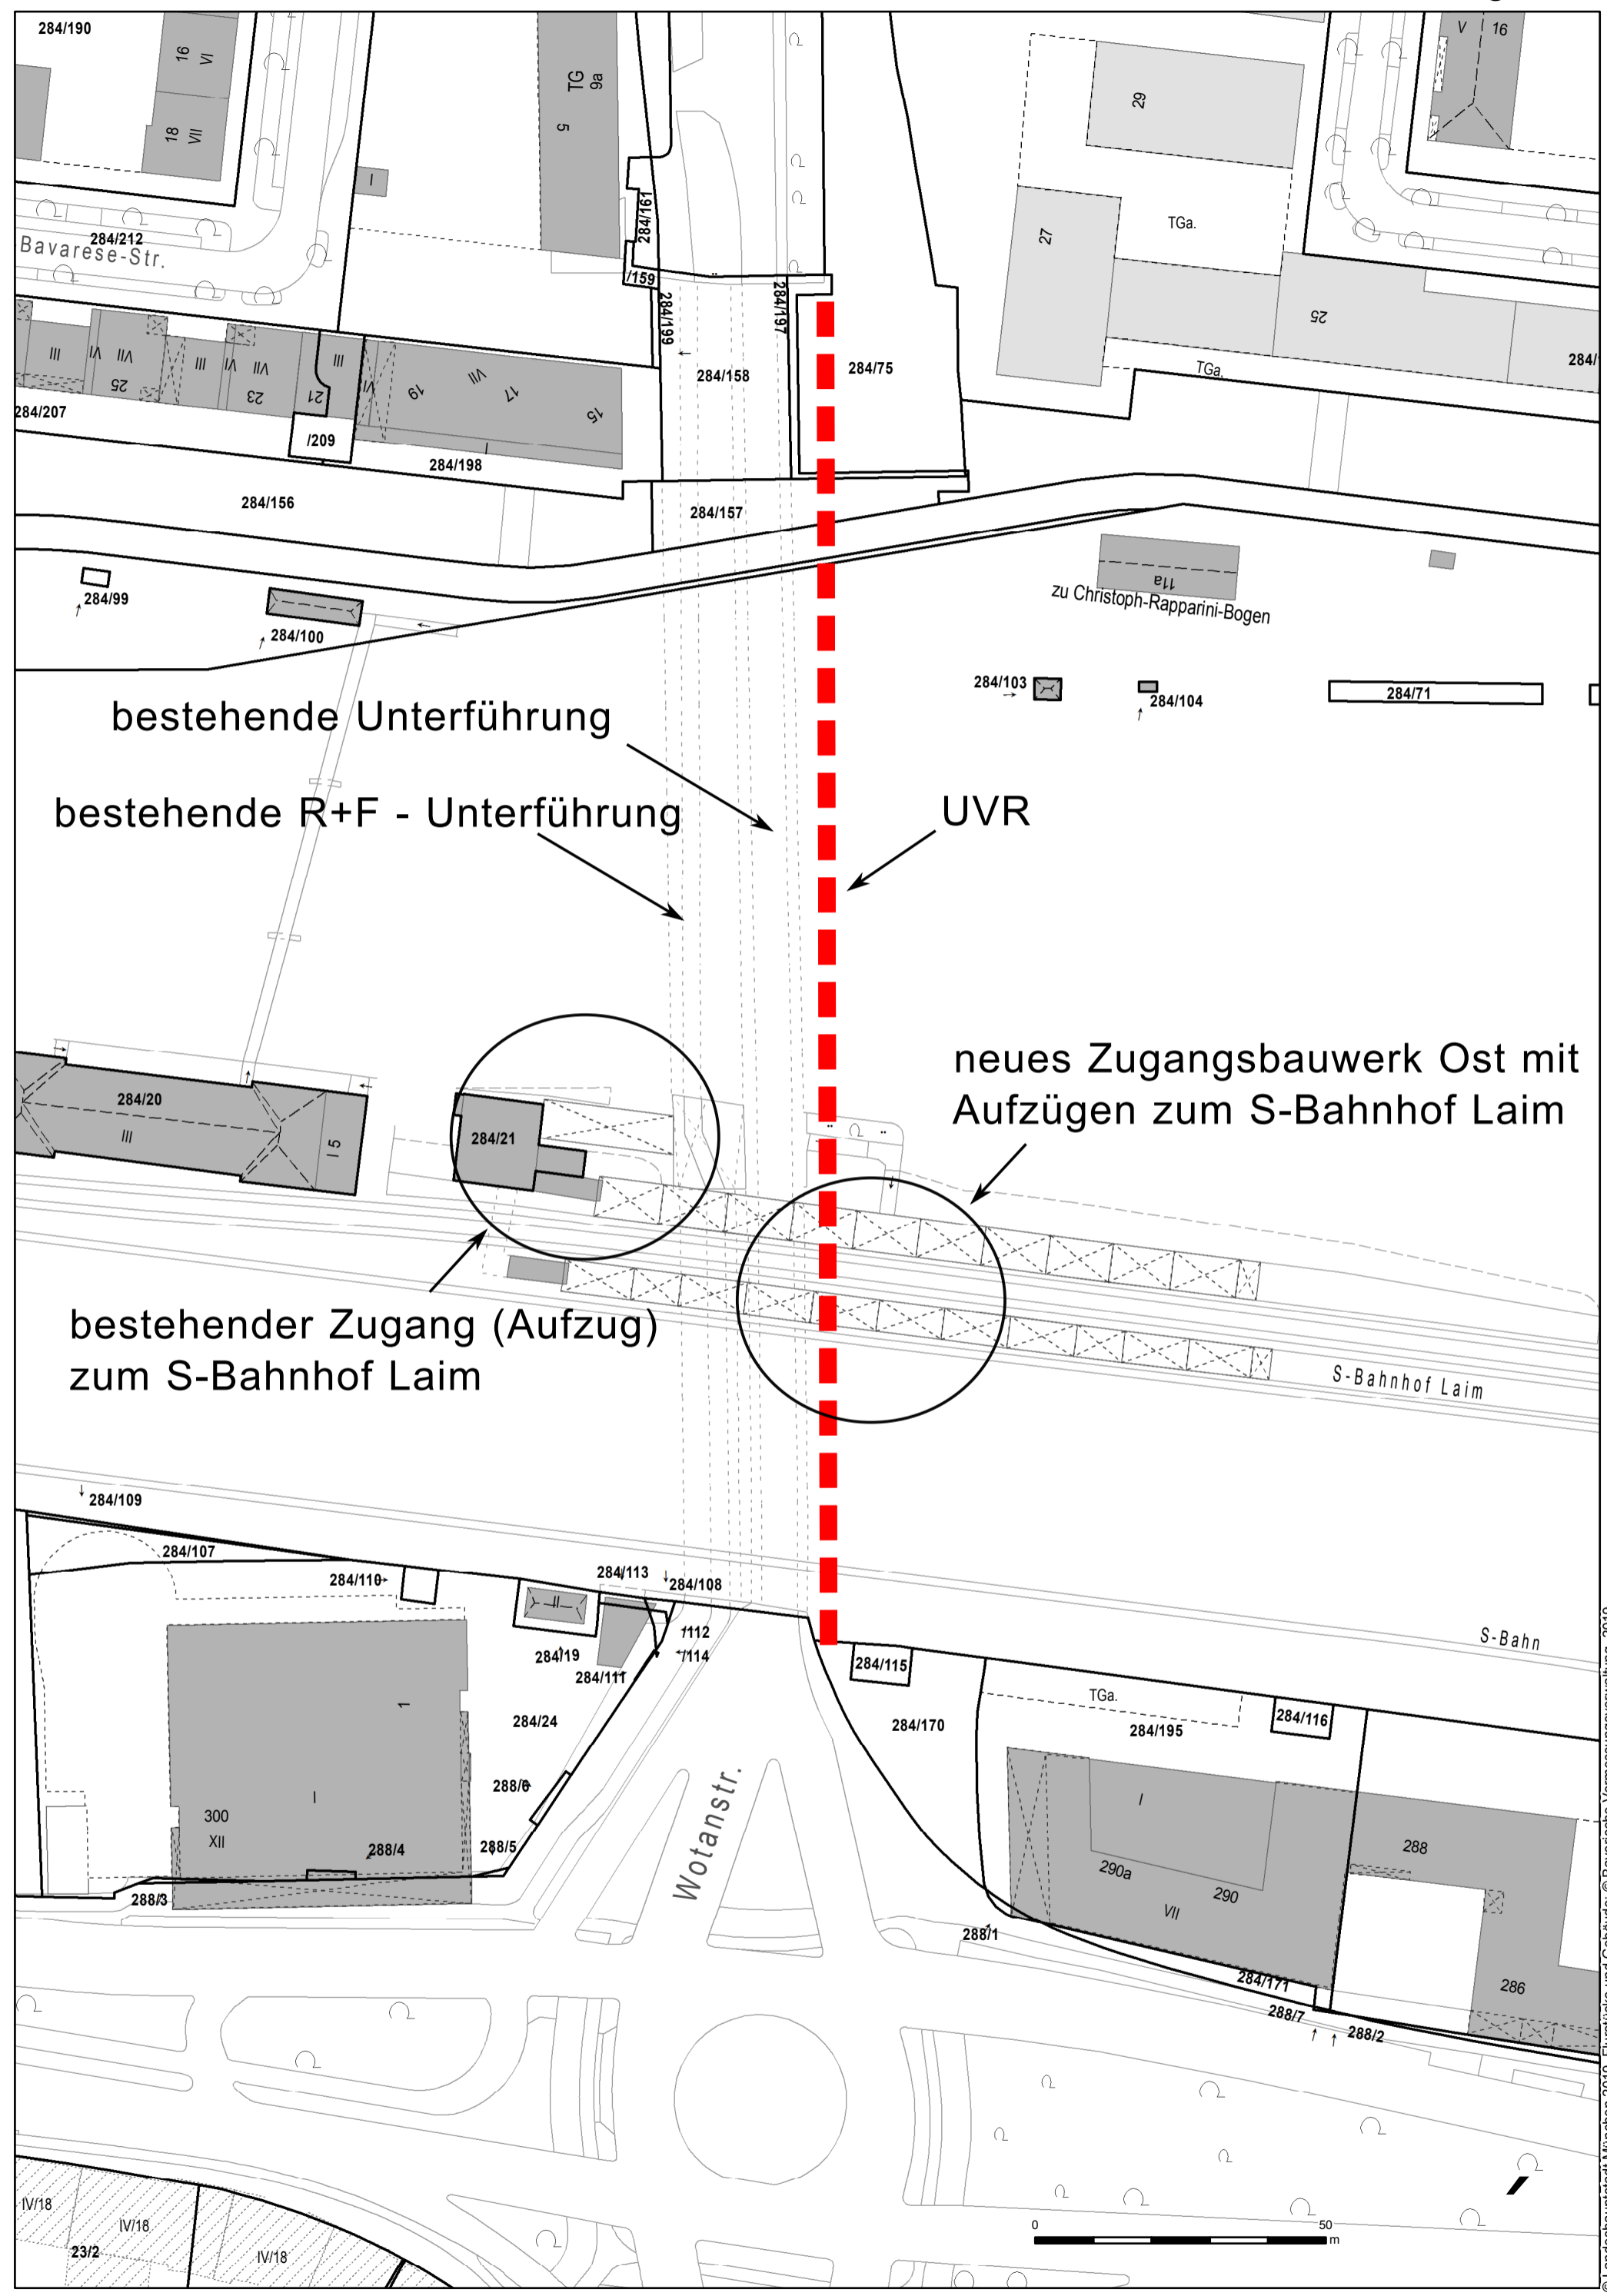 284/190
16
VI
18
VII
TG
9a
5
29
V
16
284/161
284/212
Bavarese-Str.
I
27
TGa.
/159
284/199
284/197
25
III
VI
VII
25
III
VI
VII
23
21
III
VI
19
VII
17
15
284/158
284/75
TGa.
284/
284/207
/209
284/198
I
284/156
284/157
11a
zu Christoph-Rapparini-Bogen
284/99
284/100
284/103
284/104
284/71
bestehende Unterführung
bestehende R+F - Unterführung
UVR
neues Zugangsbauwerk Ost mit
Aufzügen zum S-Bahnhof Laim
284/20
III
I 5
284/21
bestehender Zugang (Aufzug)
zum S-Bahnhof Laim
S-Bahnhof Laim
284/109
284/107
284/110
284/113
284/108
II
/112
/114
284/19
284/111
S-Bahn
284/115
284/116
TGa.
284/195
284/170
284/24
1
I
300
XII
288/6
288/5
288/4
288/3
Wotanstr.
I
290a
290
VII
288
286
288/1
284/171
288/7
288/2
IV/18
IV/18
IV/18
23/2
0
50
m